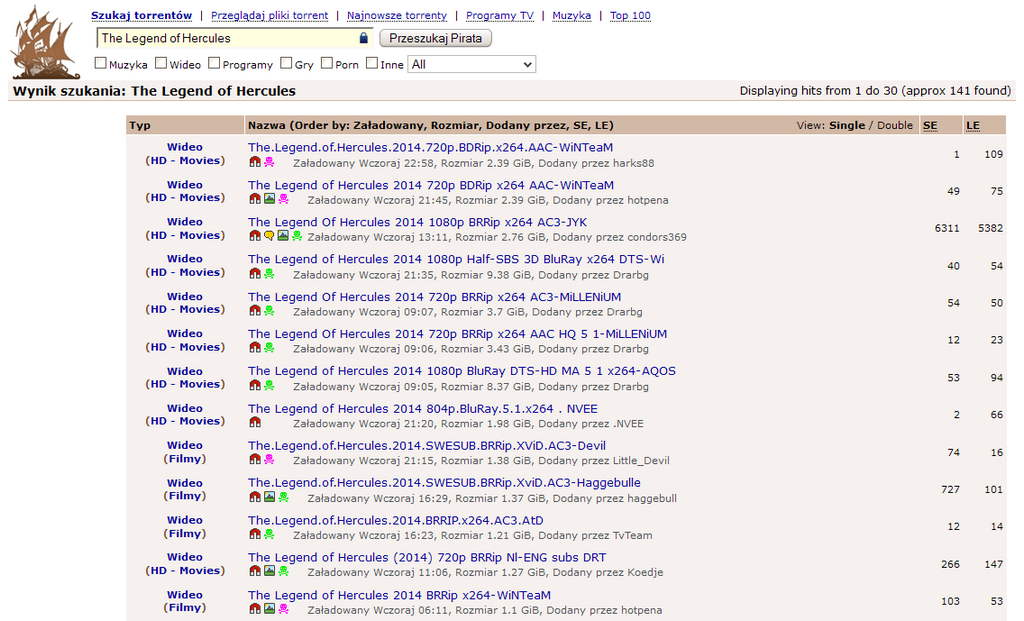 Szukaj torrentów | Przeglądaj pliki torrent | Najnowsze torrenty | Programy TV | Muzyka | Top 100
The Legend of Hercules Przeszukaj Pirata
Muzyka Wideo Programy Gry Porn Inne All
Wynik szukania: The Legend of Hercules Displaying hits from 1 do 30 (approx 141 found)
Typ Nazwa (Order by: Załadowany, Rozmiar, Dodany przez, SE, LE) View: Single / Double SE LE
Wideo The.Legend.of.Hercules.2014.720p.BDRip.x264.AAC-WiNTeaM
(HD - Movies) Załadowany Wczoraj 22:58, Rozmiar 2.39 GiB, Dodany przez harks88 1 109
Wideo The Legend of Hercules 2014 720p BDRip x264 AAC-WiNTeaM
(HD - Movies) Załadowany Wczoraj 21:45, Rozmiar 2.39 GiB, Dodany przez hotpena 49 75
Wideo The Legend Of Hercules 2014 1080p BRRip x264 AC3-JYK
(HD - Movies) Załadowany Wczoraj 13:11, Rozmiar 2.76 GiB, Dodany przez condors369 6311 5382
Wideo The Legend of Hercules 2014 1080p Half-SBS 3D BluRay x264 DTS-Wi
(HD - Movies) Załadowany Wczoraj 21:35, Rozmiar 9.38 GiB, Dodany przez Drarbg 40 54
Wideo The Legend Of Hercules 2014 720p BRRip x264 AC3-MiLLENiUM
(HD - Movies) Załadowany Wczoraj 09:07, Rozmiar 3.7 GiB, Dodany przez Drarbg 54 50
Wideo The Legend Of Hercules 2014 720p BRRip x264 AAC HQ 5 1-MiLLENiUM
(HD - Movies) Załadowany Wczoraj 09:06, Rozmiar 3.43 GiB, Dodany przez Drarbg 12 23
Wideo The Legend of Hercules 2014 1080p BluRay DTS-HD MA 5 1 x264-AQOS
(HD - Movies) Załadowany Wczoraj 09:05, Rozmiar 8.37 GiB, Dodany przez Drarbg 53 94
Wideo The Legend of Hercules 2014 804p.BluRay.5.1.x264 . NVEE
(HD - Movies) Załadowany Wczoraj 21:20, Rozmiar 1.98 GiB, Dodany przez .NVEE 2 66
Wideo The.Legend.of.Hercules.2014.SWESUB.BRRip.XViD.AC3-Devil
(Filmy) Załadowany Wczoraj 21:15, Rozmiar 1.38 GiB, Dodany przez Little_Devil 74 16
Wideo The.Legend.of.Hercules.2014.SWESUB.BRRip.XviD.AC3-Haggebulle
(Filmy) Załadowany Wczoraj 16:29, Rozmiar 1.37 GiB, Dodany przez haggebull 727 101
Wideo The.Legend.of.Hercules.2014.BRRIP.x264.AC3.AtD
(Filmy) Załadowany Wczoraj 16:23, Rozmiar 1.21 GiB, Dodany przez TvTeam 12 14
Wideo The Legend of Hercules (2014) 720p BRRip Nl-ENG subs DRT
(HD - Movies) Załadowany Wczoraj 11:06, Rozmiar 1.27 GiB, Dodany przez Koedje 266 147
Wideo The Legend of Hercules 2014 BRRip x264-WiNTeaM
(Filmy) Załadowany Wczoraj 06:11, Rozmiar 1.1 GiB, Dodany przez hotpena 103 53